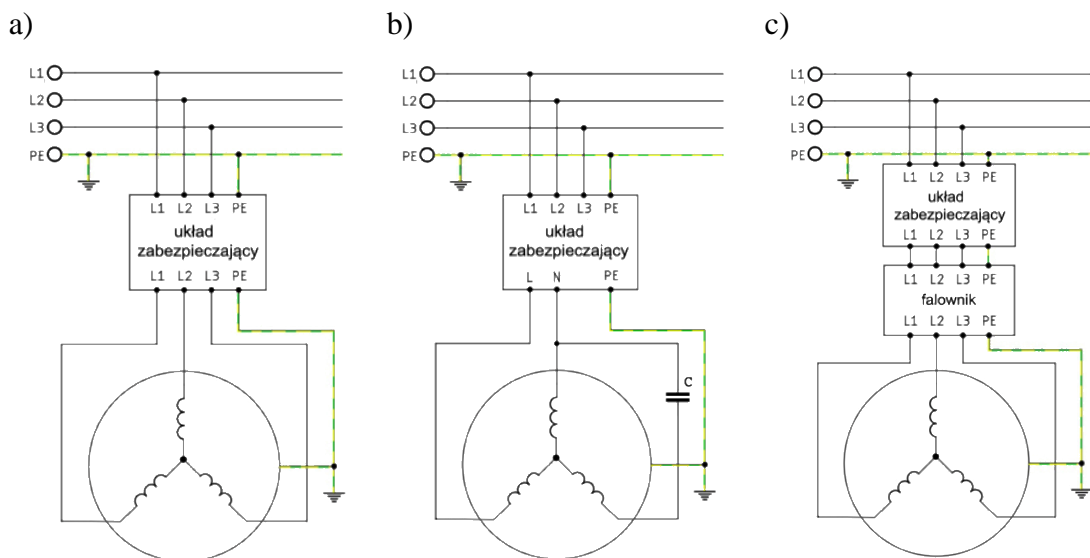 a)
L1
L2
L3
PE
L1 L2 L3 PE
układ
zabezpieczający
L1 L2 L3 PE
b)
L1
L2
L3
PE
L1 L2 L3 PE
układ
zabezpieczający
L N PE
C
c)
L1
L2
L3
PE
L1 L2 L3 PE
układ
zabezpieczający
L1 L2 L3 PE
L1 L2 L3 PE
falownik
L1 L2 L3 PE